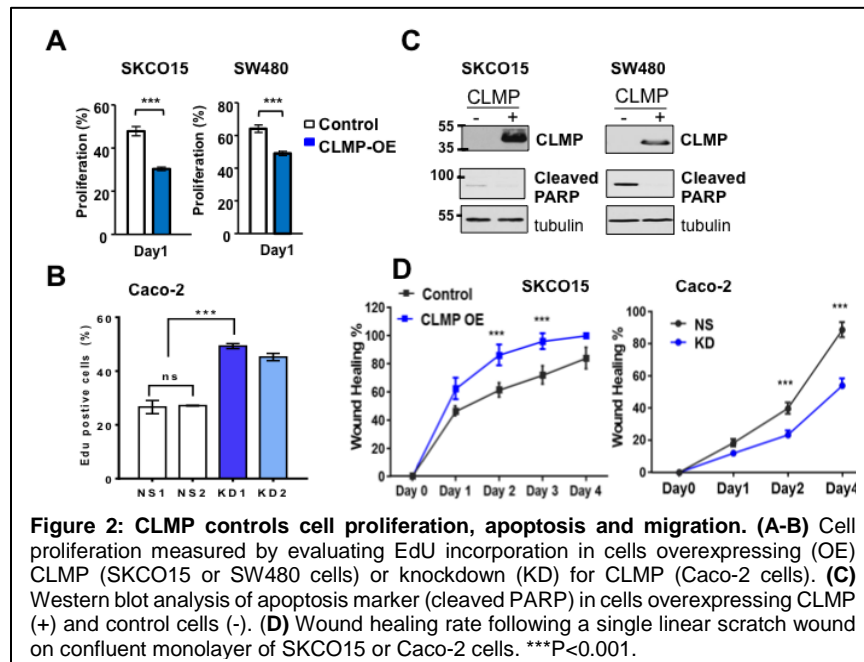 A
SKCO15
SW480
***
***
Proliferation (%)
60
40
20
0
Day1
Proliferation (%)
80
60
40
20
0
Day1
Control
CLMP-OE
B
Caco-2
***
ns
Edu postive cells (%)
60
40
20
0
NS1
NS2
KD1
KD2
C
SKCO15
SW480
CLMP
CLMP
- +
- +
55
35
CLMP
CLMP
100
Cleaved
PARP
Cleaved
PARP
55
tubulin
tubulin
D
SKCO15
Control
CLMP OE
***
***
Wound Healing %
120
100
80
60
40
20
0
Day 0 Day 1 Day 2 Day 3 Day 4
Caco-2
NS
KD
***
***
Wound Healing %
100
80
60
40
20
0
Day0 Day1 Day2 Day4
Figure 2: CLMP controls cell proliferation, apoptosis and migration. (A-B) Cell
proliferation measured by evaluating EdU incorporation in cells overexpressing (OE)
CLMP (SKCO15 or SW480 cells) or knockdown (KD) for CLMP (Caco-2 cells). (C)
Western blot analysis of apoptosis marker (cleaved PARP) in cells overexpressing CLMP
(+) and control cells (-). (D) Wound healing rate following a single linear scratch wound
on confluent monolayer of SKCO15 or Caco-2 cells. ***P<0.001.